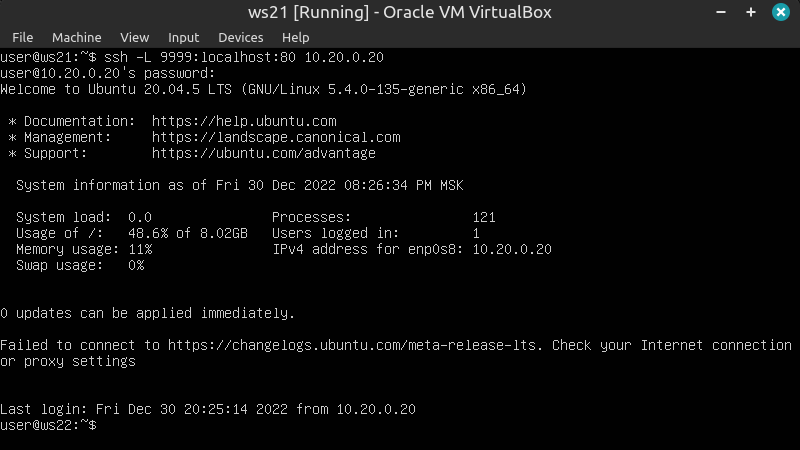 ws21 [Running] - Oracle VM VirtualBox
File Machine View Input Devices Help
user@ws21:~$ ssh -L 9999:localhost:80 10.20.0.20
user@10.20.0.20's password:
Welcome to Ubuntu 20.04.5 LTS (GNU/Linux 5.4.0-135-generic x86_64)
* Documentation: https://help.ubuntu.com
* Management: https://landscape.canonical.com
* Support: https://ubuntu.com/advantage
System information as of Fri 30 Dec 2022 08:26:34 PM MSK
System load: 0.0 Processes: 121
Usage of /: 48.6% of 8.02GB Users logged in: 1
Memory usage: 11% IPv4 address for enp0s8: 10.20.0.20
Swap usage: 0%
0 updates can be applied immediately.
Failed to connect to https://changelogs.ubuntu.com/meta-release-lts. Check your Internet connection
or proxy settings
Last login: Fri Dec 30 20:25:14 2022 from 10.20.0.20
user@ws22:~$